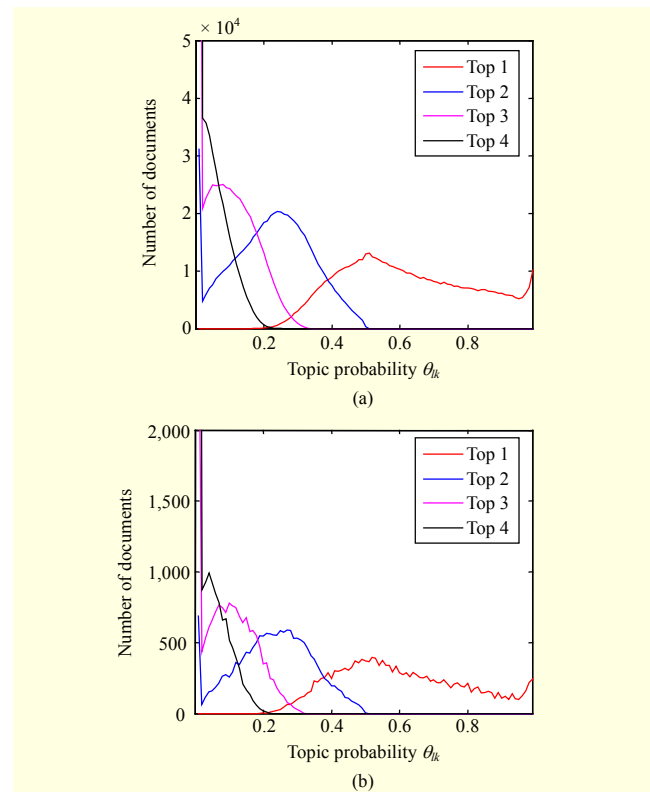 5 × 10⁴
4
3
2
1
0
Number of documents
Top 1
Top 2
Top 3
Top 4
0.2 0.4 0.6 0.8
Topic probability θlk
(a)
2,000
1,500
1,000
500
0
Number of documents
Top 1
Top 2
Top 3
Top 4
0.2 0.4 0.6 0.8
Topic probability θlk
(b)